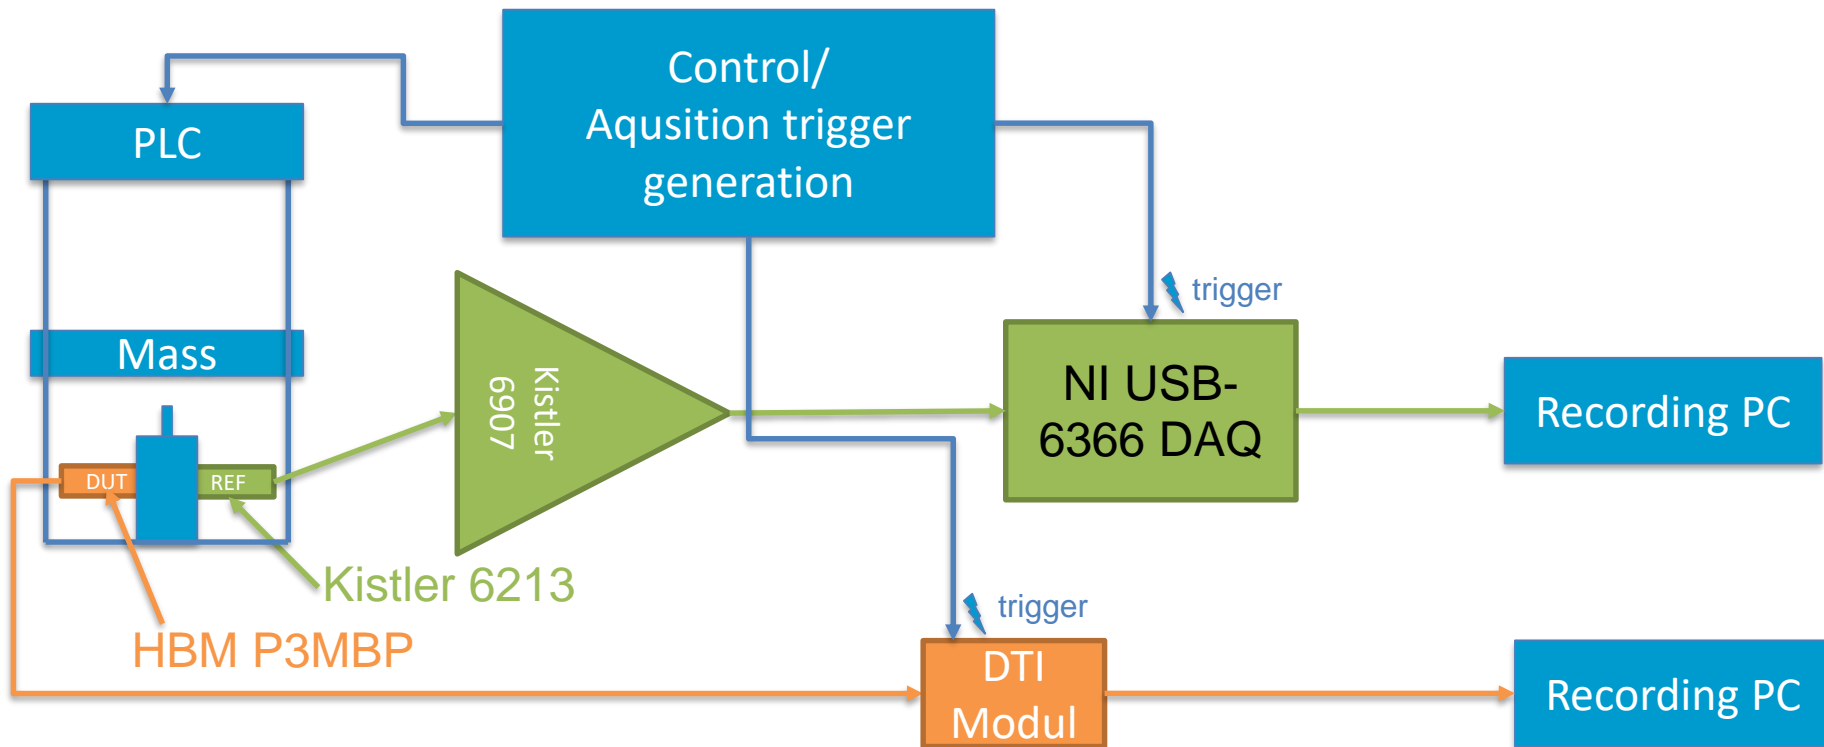 Control/
Aqusition trigger
generation
PLC
trigger
Mass
Kistler
6907
NI USB-
6366 DAQ
Recording PC
DUT
REF
Kistler 6213
trigger
HBM P3MBP
DTI
Modul
Recording PC